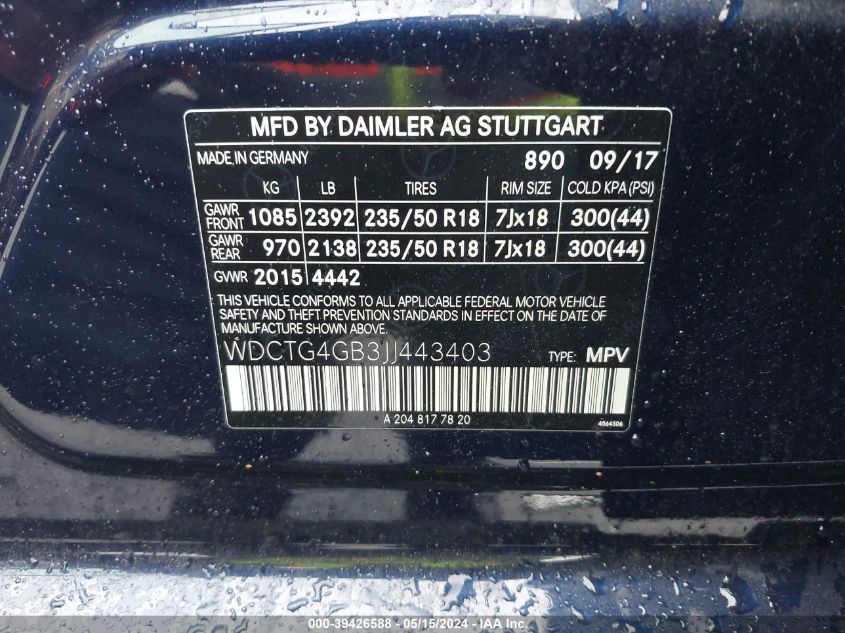 MFD BY DAIMLER AG STUTTGART
MADE IN GERMANY 890 09/17
KG LB TIRES RIM SIZE COLD KPA (PSI)
GAWR FRONT 1085 2392 235/50 R18 7Jx18 300(44)
GAWR REAR 970 2138 235/50 R18 7Jx18 300(44)
GVWR 2015 4442
THIS VEHICLE CONFORMS TO ALL APPLICABLE FEDERAL MOTOR VEHICLE
SAFETY AND THEFT PREVENTION STANDARDS IN EFFECT ON THE
DATE OF MANUFACTURE SHOWN ABOVE.
WDCTG4GB3JJ443403 TYPE: MPV
A 204 817 78 20 4564506
000-39426588 - 05/15/2024 - IAA, Inc.